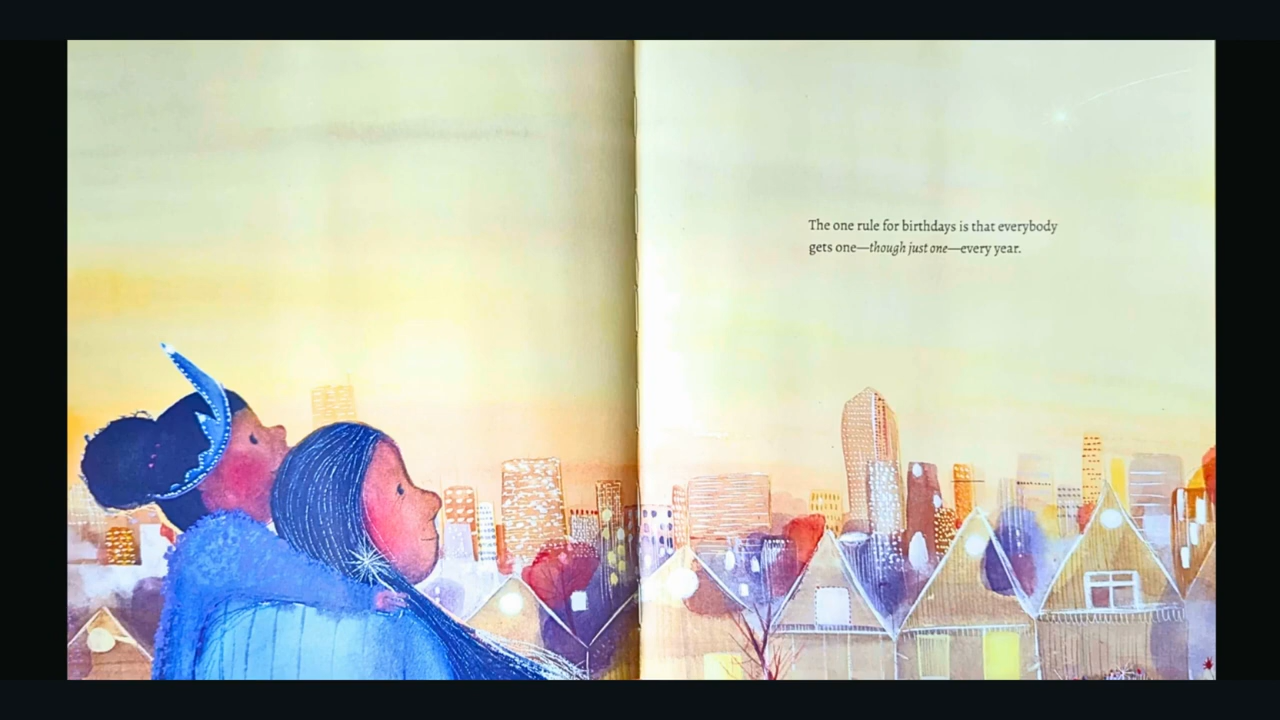 The one rule for birthdays is that everybody
gets one—though just one—every year.